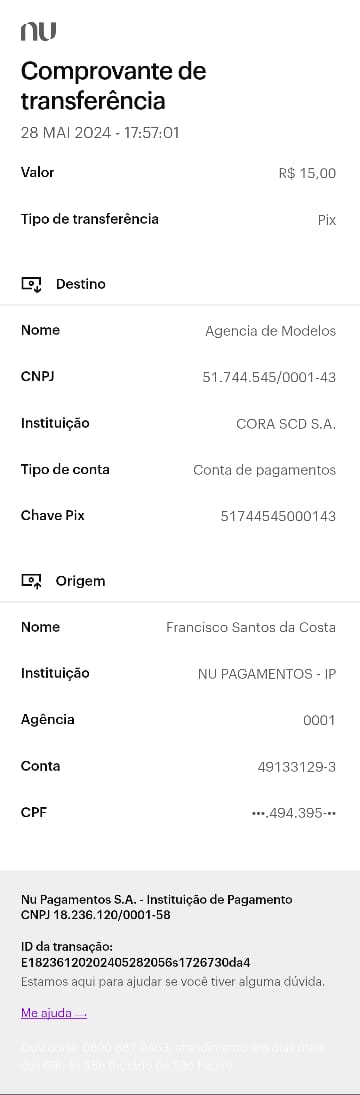 nu
Comprovante de
transferência
28 MAI 2024 - 17:57:01
Valor R$ 15,00
Tipo de transferência Pix
Destino
Nome Agencia de Modelos
CNPJ 51.744.545/0001-43
Instituição CORA SCD S.A.
Tipo de conta Conta de pagamentos
Chave Pix 51744545000143
Origem
Nome Francisco Santos da Costa
Instituição NU PAGAMENTOS - IP
Agência 0001
Conta 49133129-3
CPF •••.494.395-••
Nu Pagamentos S.A. - Instituição de Pagamento
CNPJ 18.236.120/0001-58
ID da transação:
E18236120202405282056s1726730da4
Estamos aqui para ajudar se você tiver alguma dúvida.
Me ajuda →
Ouvidoria: 0800 887 0463, atendimento em dias úteis,
das 09h às 18h (horário de São Paulo).